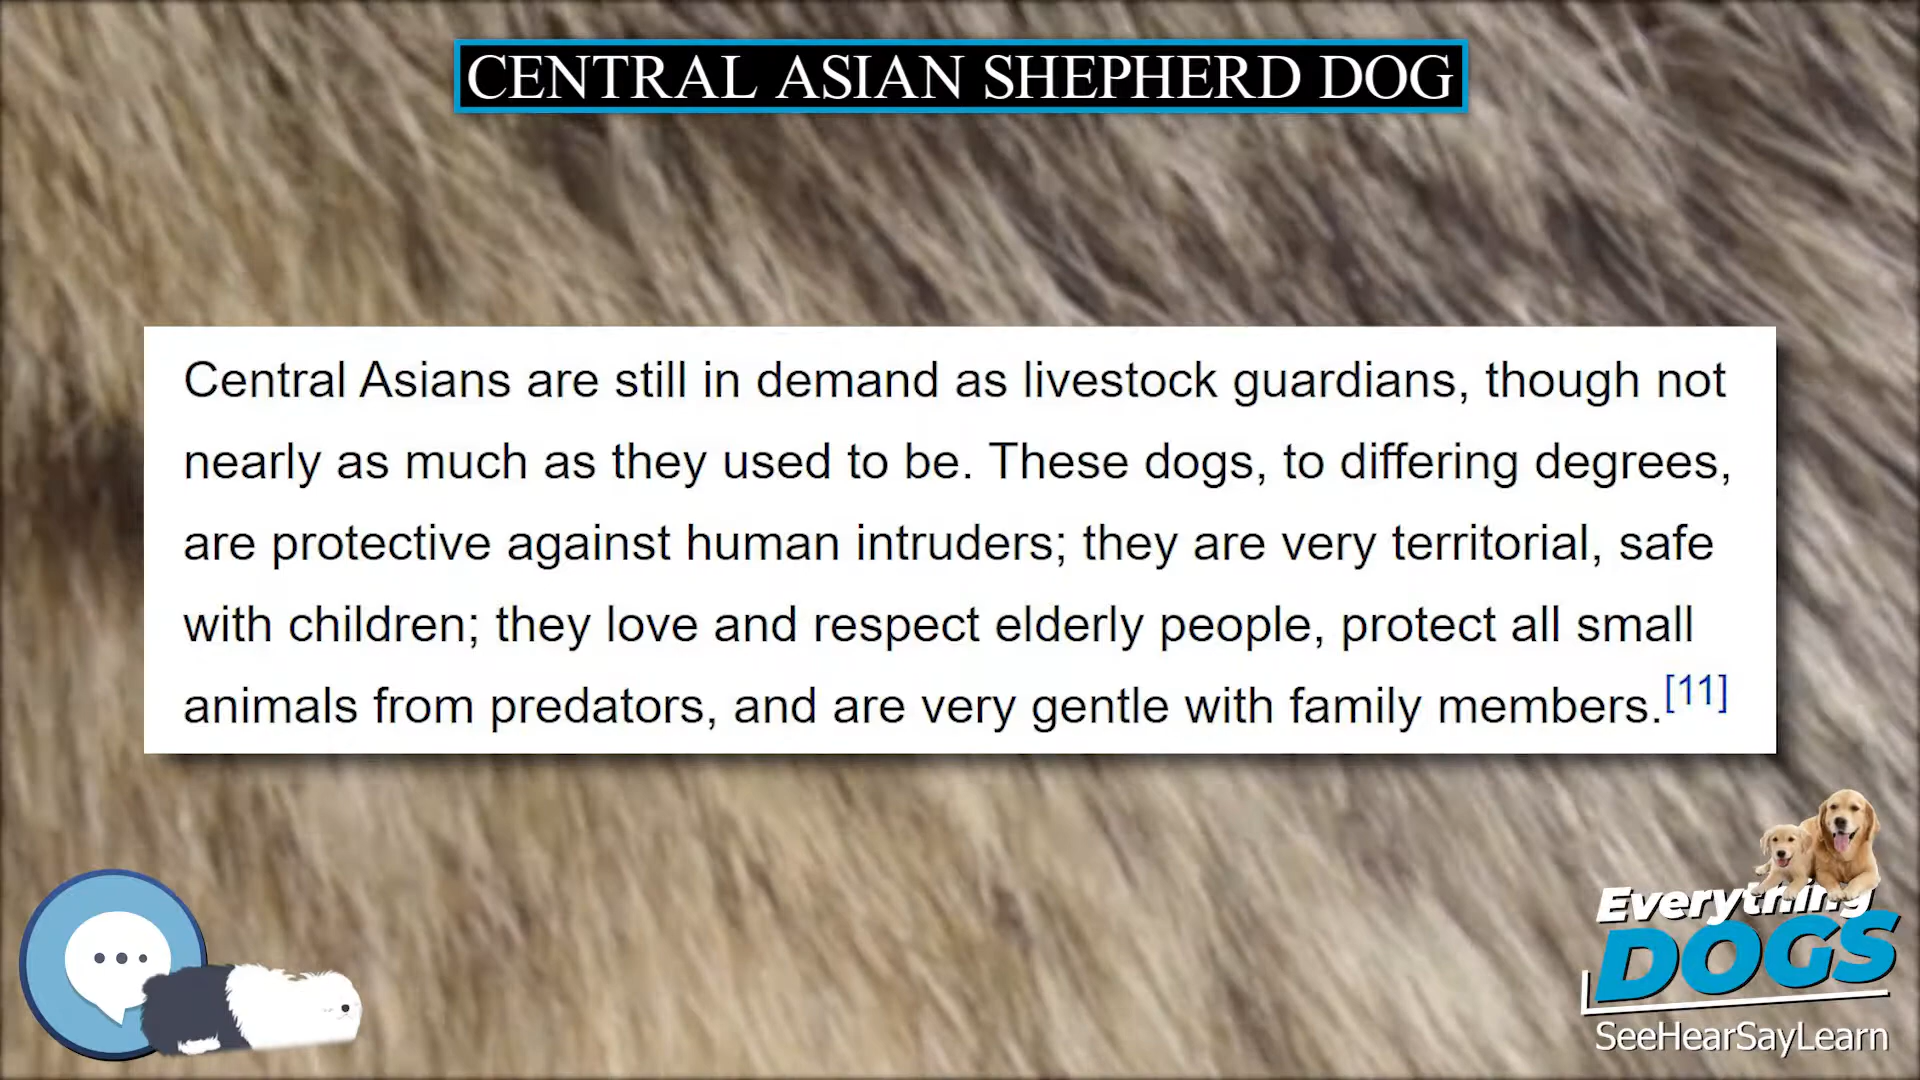 CENTRAL ASIAN SHEPHERD DOG
Central Asians are still in demand as livestock guardians, though not
nearly as much as they used to be. These dogs, to differing degrees,
are protective against human intruders; they are very territorial, safe
with children; they love and respect elderly people, protect all small
animals from predators, and are very gentle with family members.[11]
Everything
DOGS
SeeHearSayLearn